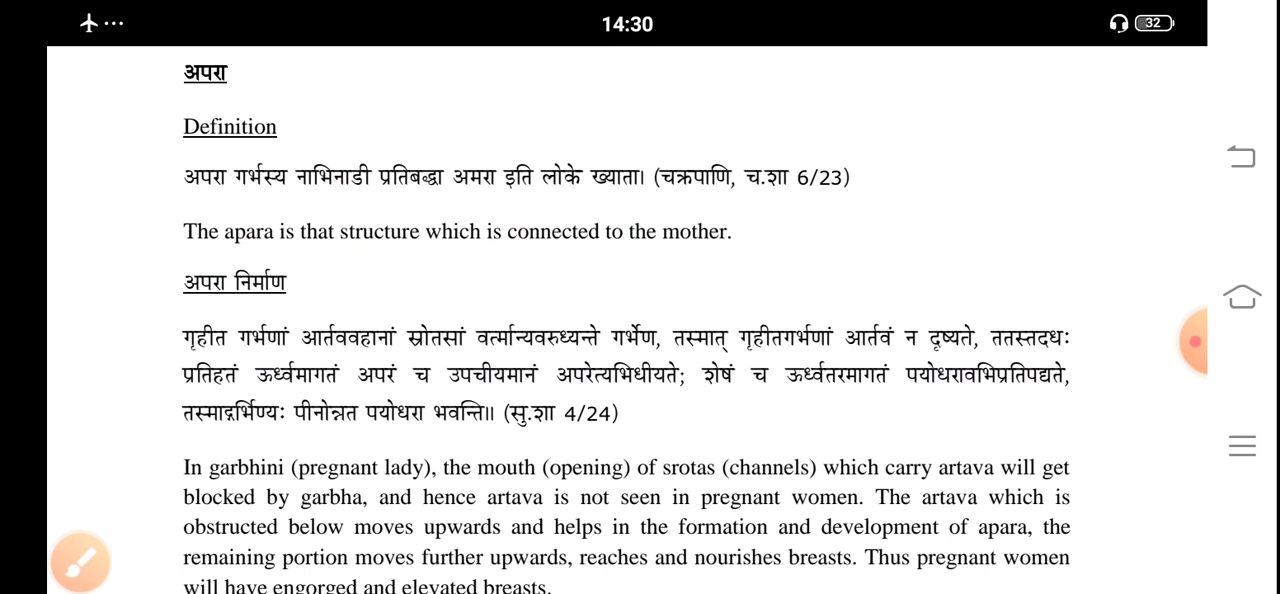 14:30
32
अपरा
Definition
अपरा गर्भस्य नाभिनाडी प्रतिबद्धा अमरा इति लोके ख्याता। (चक्रपाणि, च.शा 6/23)
The apara is that structure which is connected to the mother.
अपरा निर्माण
गृहीत गर्भणां आर्तववहानां स्रोतसां वर्त्मान्यवरुध्यन्ते गर्भेण, तस्मात् गृहीतगर्भणां आर्तवं न दृष्यते, ततस्तदधः
प्रतिहतं ऊर्ध्वमागतं अपरं च उपचीयमानं अपरेत्यभिधीयते; शेषं च ऊर्ध्वतरमागतं पयोधरावभिप्रतिपद्यते,
तस्माद्गर्भिण्यः पीनोन्नत पयोधरा भवन्ति॥ (सु.शा 4/24)
In garbhini (pregnant lady), the mouth (opening) of srotas (channels) which carry artava will get
blocked by garbha, and hence artava is not seen in pregnant women. The artava which is
obstructed below moves upwards and helps in the formation and development of apara, the
remaining portion moves further upwards, reaches and nourishes breasts. Thus pregnant women
will have engorged and elevated breasts.